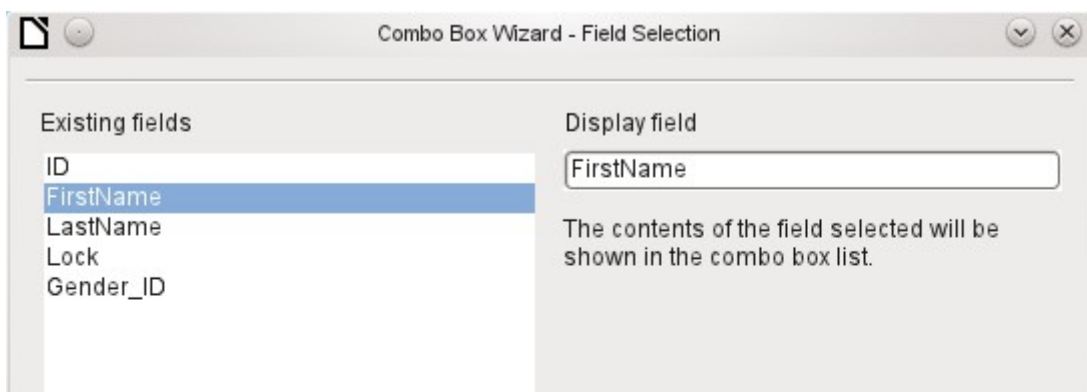 Combo Box Wizard - Field Selection
Existing fields
ID
FirstName
LastName
Lock
Gender_ID
Display field
FirstName
The contents of the field selected will be
shown in the combo box list.